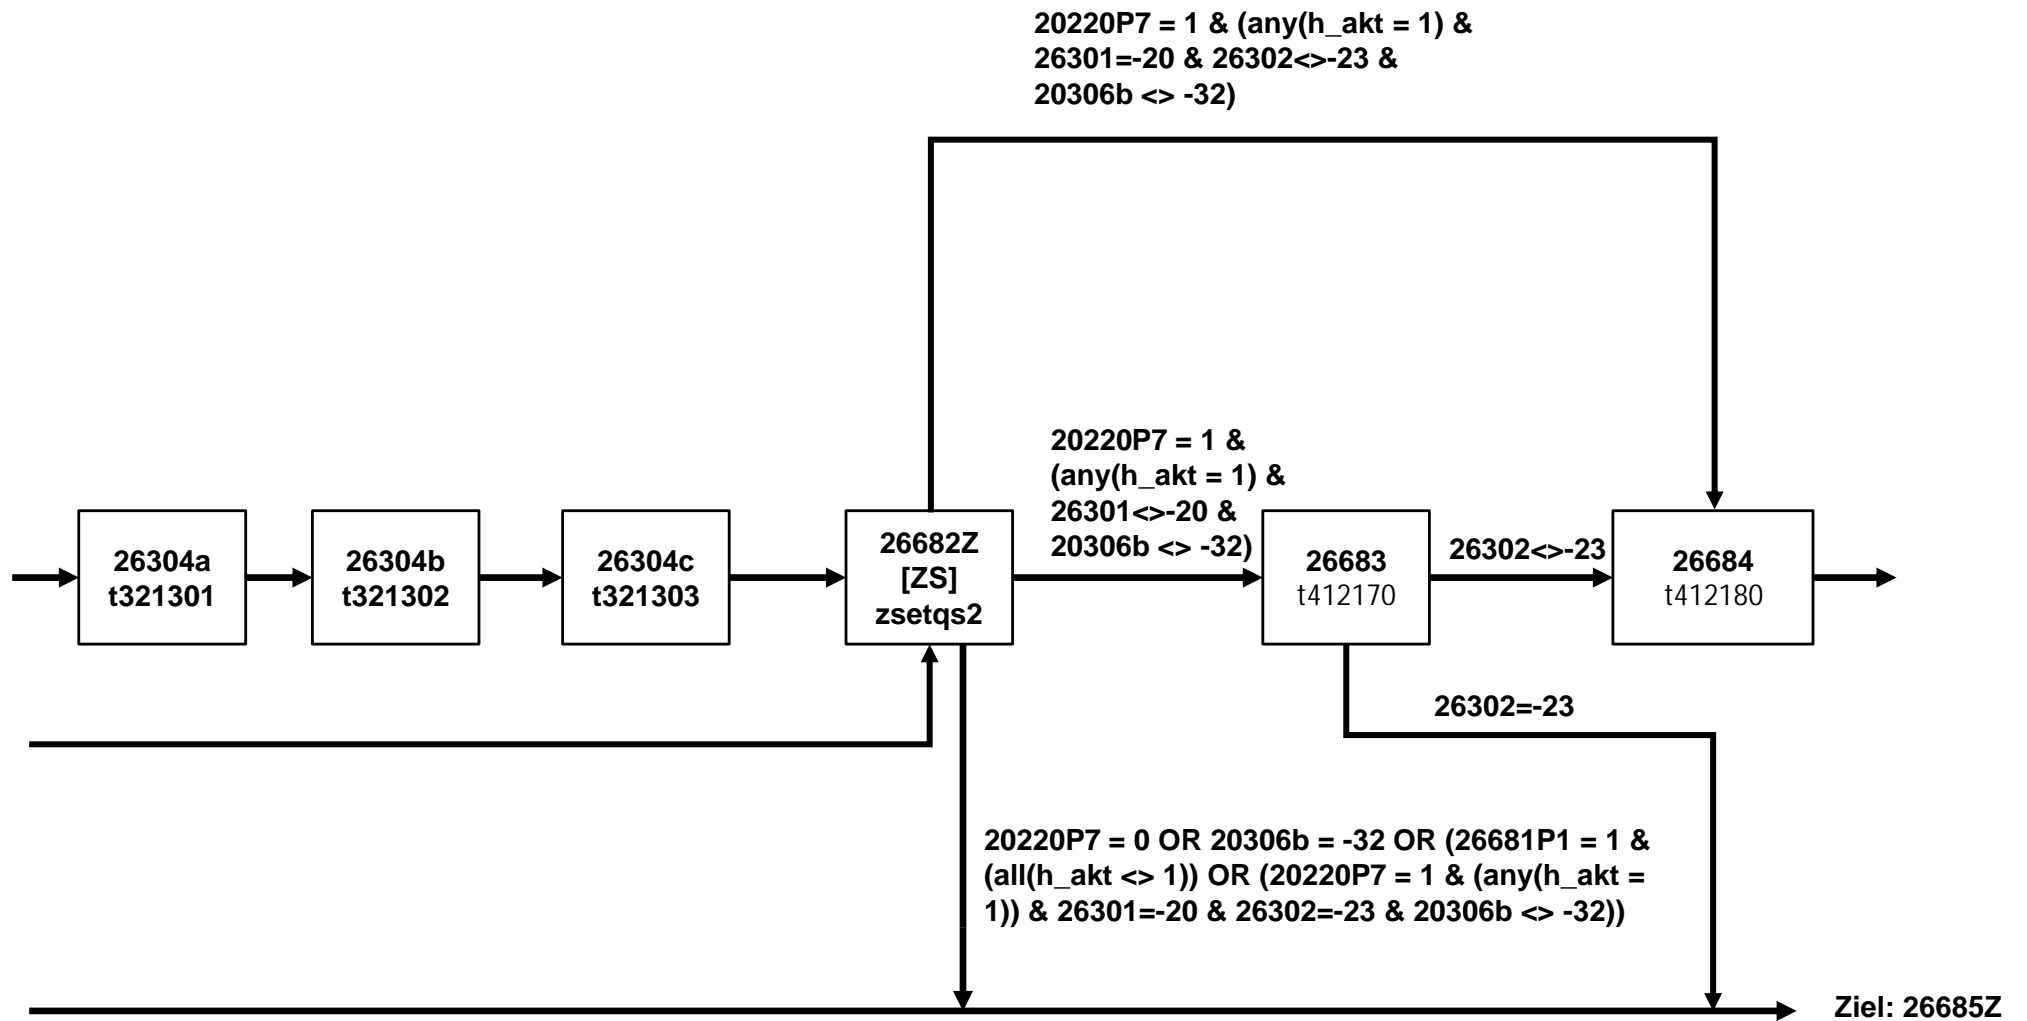 20220P7 = 1 & (any(h_akt = 1) &
26301=-20 & 26302<>-23 &
20306b <> -32)
20220P7 = 1 &
(any(h_akt = 1) &
26301<>-20 &
20306b <> -32)
26304a
t321301
26304b
t321302
26304c
t321303
26682Z
[ZS]
zsetqs2
26683
t412170
26302<>-23
26684
t412180
26302=-23
20220P7 = 0 OR 20306b = -32 OR (26681P1 = 1 &
(all(h_akt <> 1)) OR (20220P7 = 1 & (any(h_akt =
1)) & 26301=-20 & 26302=-23 & 20306b <> -32))
Ziel: 26685Z